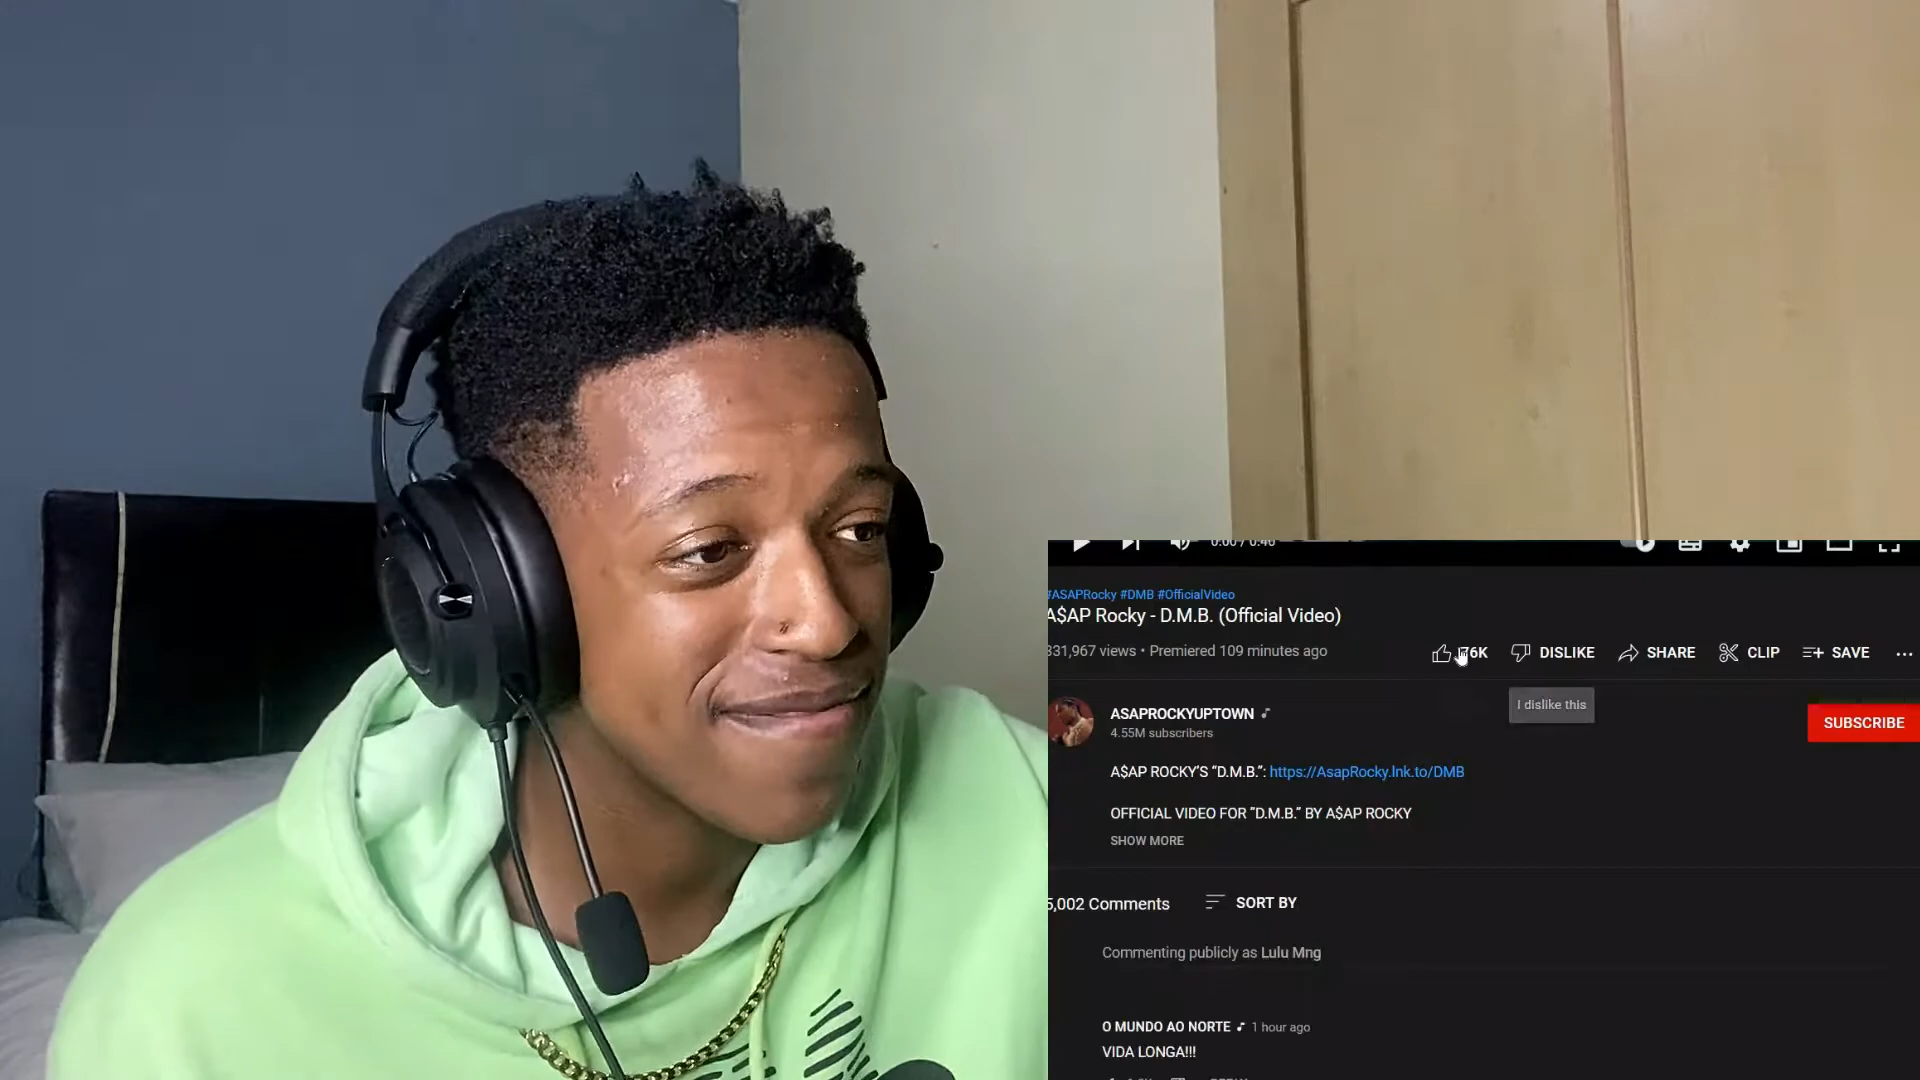 #ASAPRocky #DMB #OfficialVideo
A$AP Rocky - D.M.B. (Official Video)
331,967 views • Premiered 109 minutes ago
76K
DISLIKE
SHARE
CLIP
SAVE
I dislike this
ASAPROCKYUPTOWN
4.55M subscribers
SUBSCRIBE
A$AP ROCKY'S “D.M.B.”: https://AsapRocky.lnk.to/DMB
OFFICIAL VIDEO FOR “D.M.B.” BY A$AP ROCKY
SHOW MORE
5,002 Comments
SORT BY
Commenting publicly as Lulu Mng
O MUNDO AO NORTE 1 hour ago
VIDA LONGA!!!